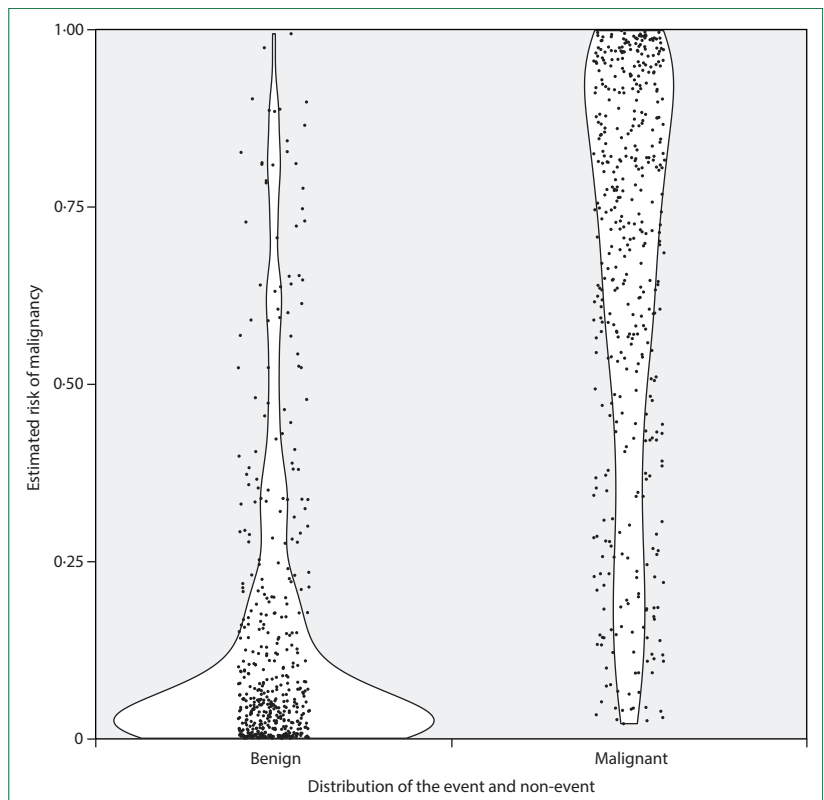 1·00
0·75
0·50
0·25
0
Estimated risk of malignancy
Benign
Malignant
Distribution of the event and non-event